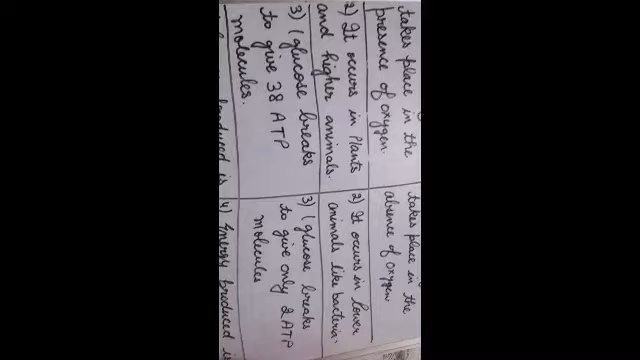 takes place in the
presence of oxygen.
2) It occurs in Plants
and higher animals.
3) 1 glucose breaks
to give 38 ATP
molecules.
produced is
takes place in the
absence of oxygen
2) It occurs in lower
animals like bacteria.
3) 1 glucose breaks
to give only 2 ATP
molecules
4) Energy produced is